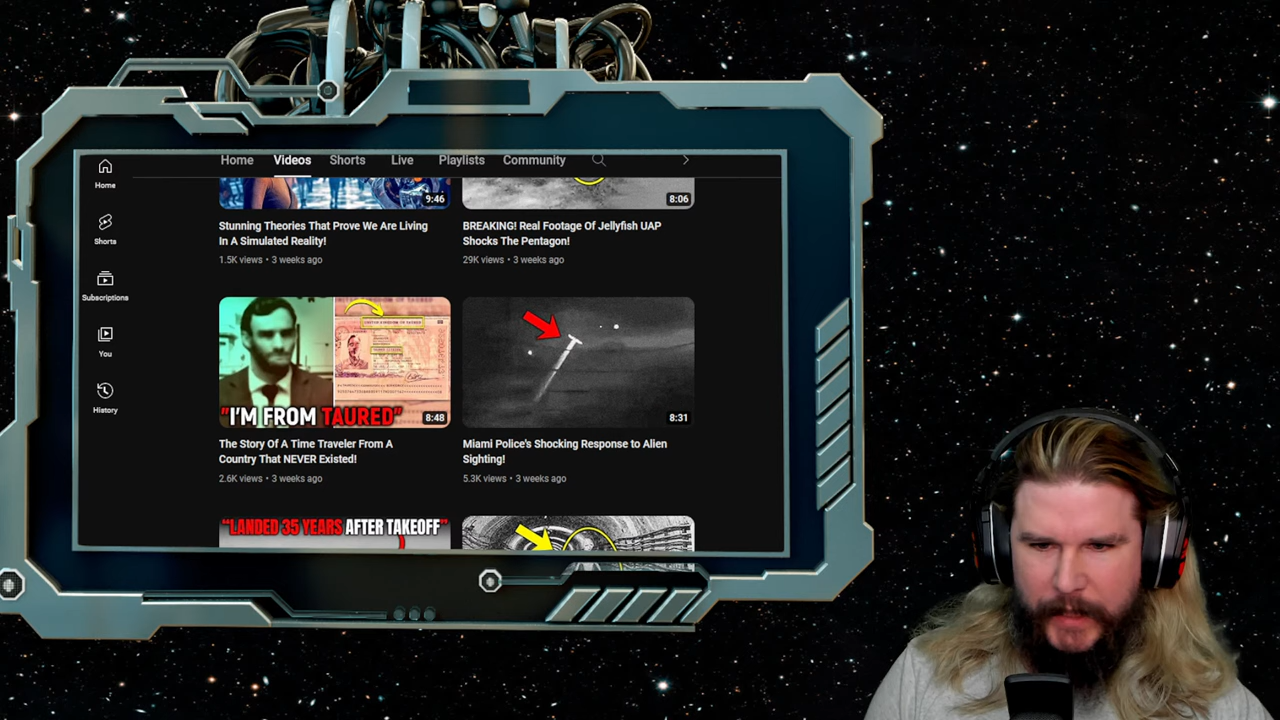 Home
Videos
Shorts
Live
Playlists
Community
Home
Shorts
Subscriptions
You
History
9:46
8:06
Stunning Theories That Prove We Are Living
In A Simulated Reality!
1.5K views • 3 weeks ago
BREAKING! Real Footage Of Jellyfish UAP
Shocks The Pentagon!
29K views • 3 weeks ago
"I'M FROM TAURED"
8:48
8:31
The Story Of A Time Traveler From A
Country That NEVER Existed!
2.6K views • 3 weeks ago
Miami Police's Shocking Response to Alien
Sighting!
5.3K views • 3 weeks ago
"LANDED 35 YEARS AFTER TAKEOFF"